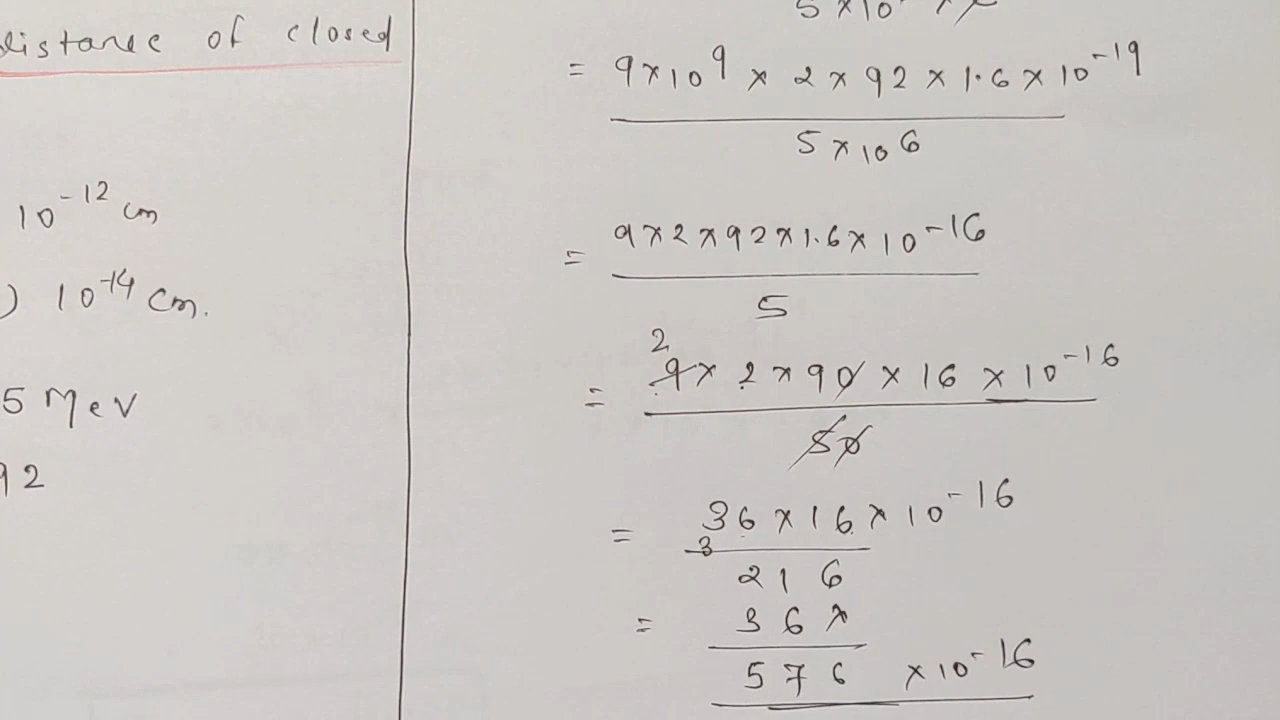 distance of closed
10^-12 cm
) 10^-14 cm.
5 MeV
92
5 × 10
= 9×10^9 × 2 × 92 × 1.6 × 10^-19
5 × 10^6
= 9×2×92×1.6×10^-16
5
2
= 9× 2×90 × 16 × 10^-16
50
= 36 × 16 × 10^-16
3
216
= 36×
576 ×10^-16